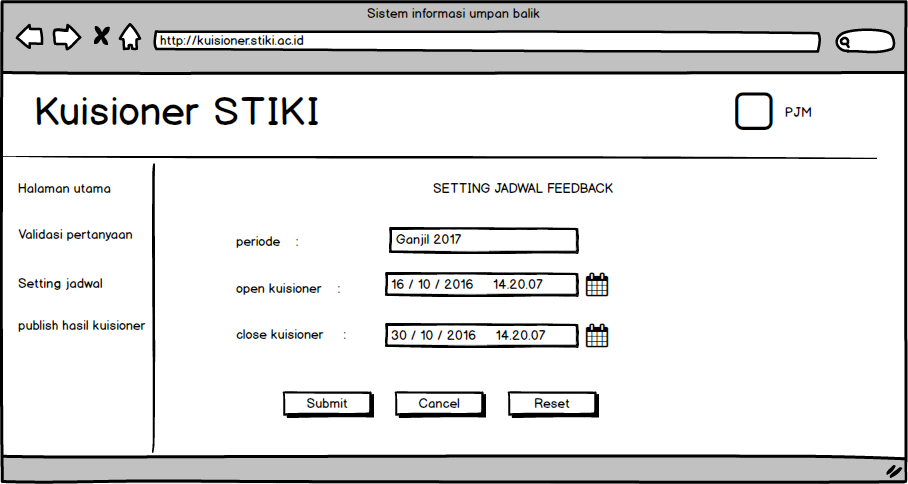 Sistem informasi umpan balik
http://kuisioner.stiki.ac.id
Kuisioner STIKI
PJM
Halaman utama
Validasi pertanyaan
Setting jadwal
publish hasil kuisioner
SETTING JADWAL FEEDBACK
periode : Ganjil 2017
open kuisioner : 16 / 10 / 2016 14.20.07
close kuisioner : 30 / 10 / 2016 14.20.07
Submit Cancel Reset